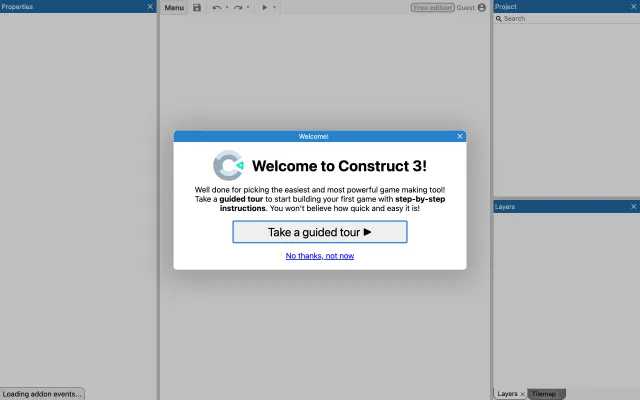 Properties
Menu
Free edition
Guest
Project
Search
Welcome!
Welcome to Construct 3!
Well done for picking the easiest and most powerful game making tool!
Take a guided tour to start building your first game with step-by-step
instructions. You won't believe how quick and easy it is!
Take a guided tour
No thanks, not now
Layers
Loading addon events...
Layers
Tilemap